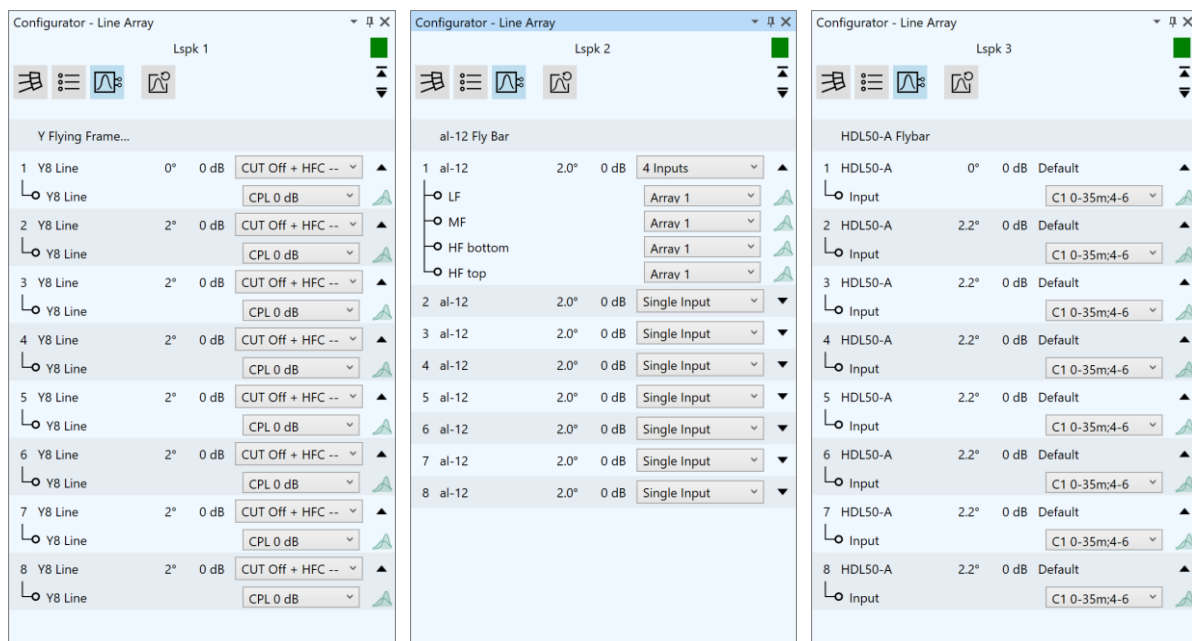 Configurator - Line Array
Lspk 1
Y Flying Frame...
1 Y8 Line 0° 0 dB CUT Off + HFC --
Y8 Line CPL 0 dB
2 Y8 Line 2° 0 dB CUT Off + HFC --
Y8 Line CPL 0 dB
3 Y8 Line 2° 0 dB CUT Off + HFC --
Y8 Line CPL 0 dB
4 Y8 Line 2° 0 dB CUT Off + HFC --
Y8 Line CPL 0 dB
5 Y8 Line 2° 0 dB CUT Off + HFC --
Y8 Line CPL 0 dB
6 Y8 Line 2° 0 dB CUT Off + HFC --
Y8 Line CPL 0 dB
7 Y8 Line 2° 0 dB CUT Off + HFC --
Y8 Line CPL 0 dB
8 Y8 Line 2° 0 dB CUT Off + HFC --
Y8 Line CPL 0 dB
Configurator - Line Array
Lspk 2
al-12 Fly Bar
1 al-12 2.0° 0 dB 4 Inputs
LF Array 1
MF Array 1
HF bottom Array 1
HF top Array 1
2 al-12 2.0° 0 dB Single Input
3 al-12 2.0° 0 dB Single Input
4 al-12 2.0° 0 dB Single Input
5 al-12 2.0° 0 dB Single Input
6 al-12 2.0° 0 dB Single Input
7 al-12 2.0° 0 dB Single Input
8 al-12 2.0° 0 dB Single Input
Configurator - Line Array
Lspk 3
HDL50-A Flybar
1 HDL50-A 0° 0 dB Default
Input C1 0-35m;4-6
2 HDL50-A 2.2° 0 dB Default
Input C1 0-35m;4-6
3 HDL50-A 2.2° 0 dB Default
Input C1 0-35m;4-6
4 HDL50-A 2.2° 0 dB Default
Input C1 0-35m;4-6
5 HDL50-A 2.2° 0 dB Default
Input C1 0-35m;4-6
6 HDL50-A 2.2° 0 dB Default
Input C1 0-35m;4-6
7 HDL50-A 2.2° 0 dB Default
Input C1 0-35m;4-6
8 HDL50-A 2.2° 0 dB Default
Input C1 0-35m;4-6